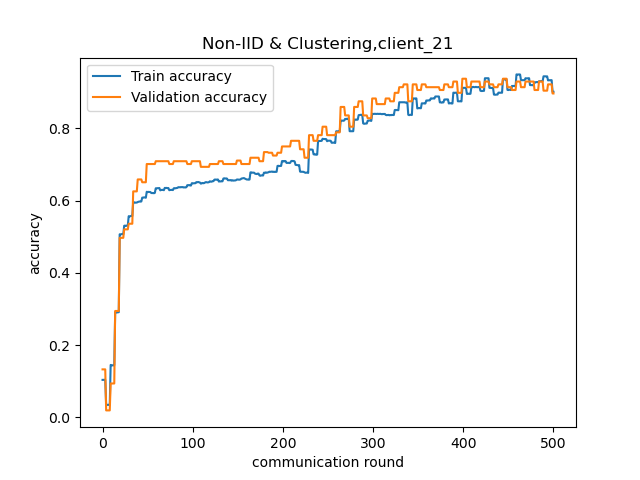 Non-IID & Clustering,client_21
Train accuracy
Validation accuracy
accuracy
0.8
0.6
0.4
0.2
0.0
0 100 200 300 400 500
communication round